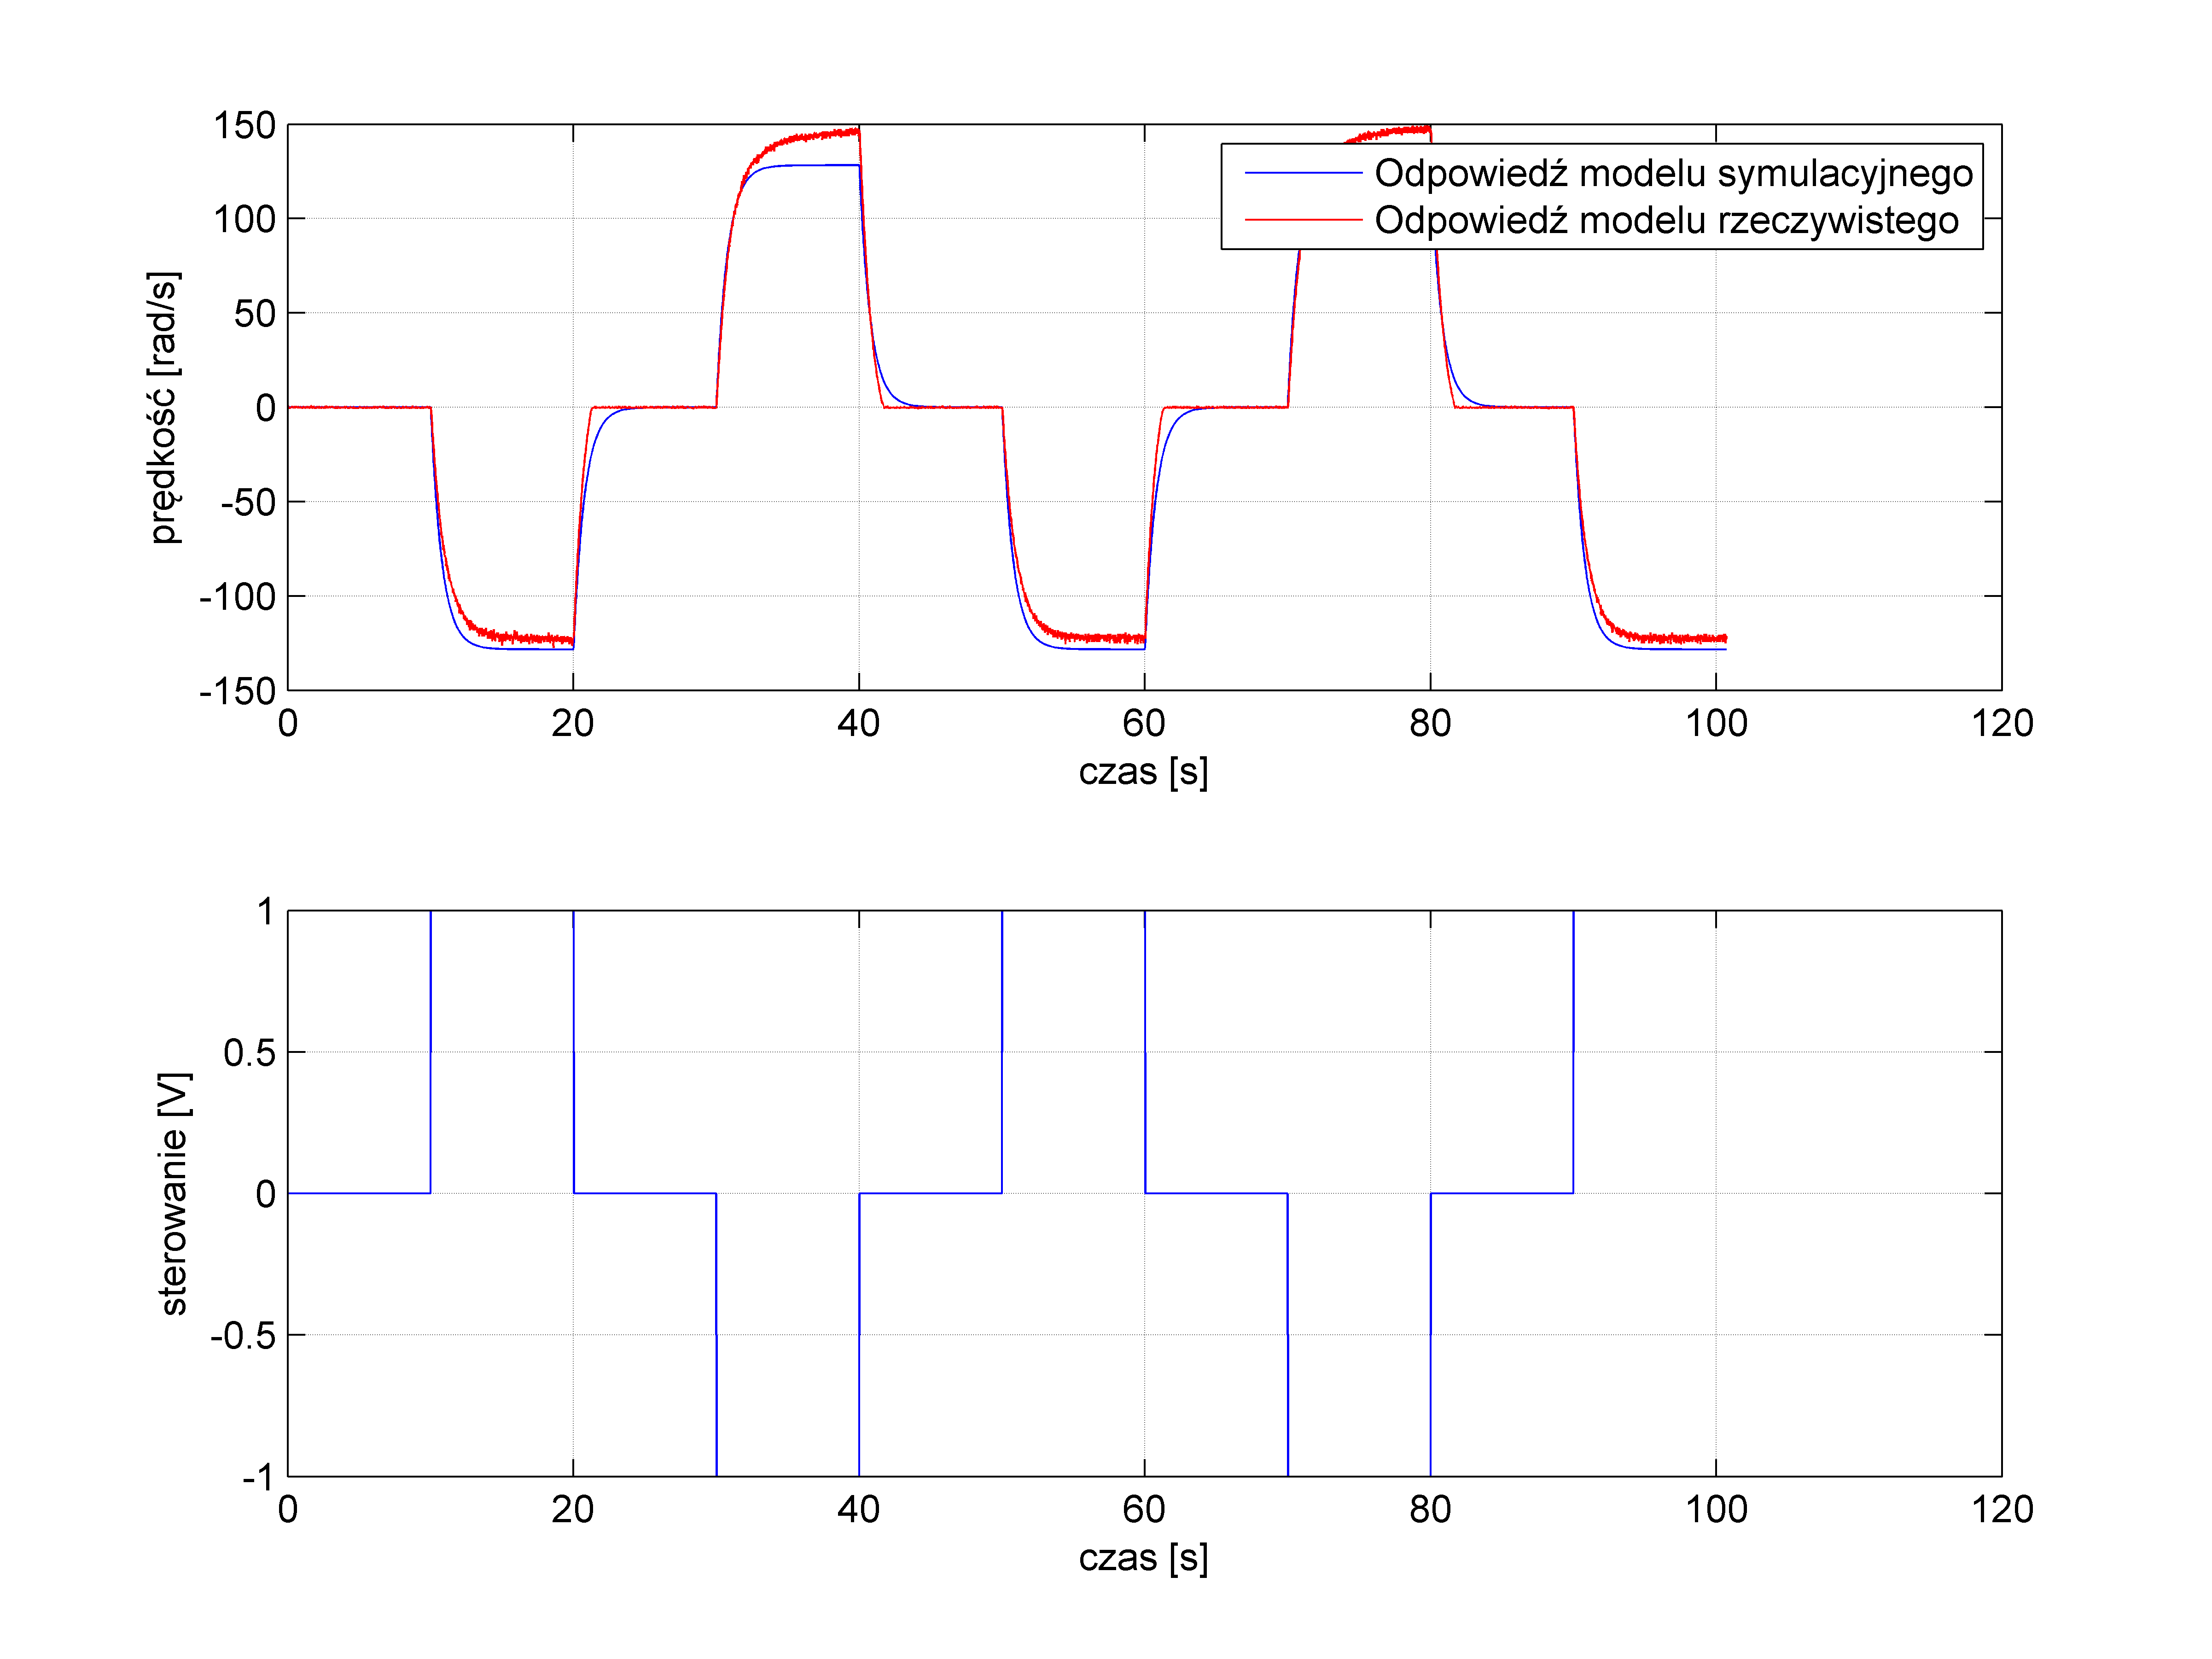 150
100
50
0
-50
-100
-150
prędkość [rad/s]
Odpowiedź modelu symulacyjnego
Odpowiedź modelu rzeczywistego
0 20 40 60 80 100 120
czas [s]
1
0.5
0
-0.5
-1
sterowanie [V]
0 20 40 60 80 100 120
czas [s]